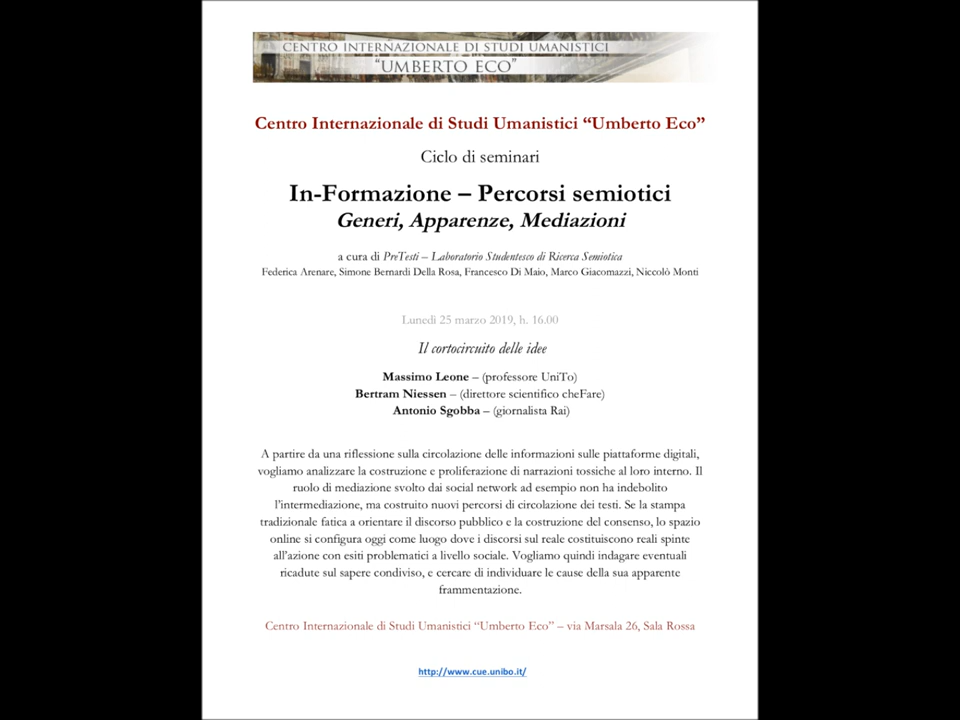 CENTRO INTERNAZIONALE DI STUDI UMANISTICI
"UMBERTO ECO"
Centro Internazionale di Studi Umanistici “Umberto Eco”
Ciclo di seminari
In-Formazione – Percorsi semiotici
Generi, Apparenze, Mediazioni
a cura di PreTesti – Laboratorio Studentesco di Ricerca Semiotica
Federica Arenare, Simone Bernardi Della Rosa, Francesco Di Maio, Marco Giacomazzi, Niccolò Monti
Lunedì 25 marzo 2019, h. 16.00
Il cortocircuito delle idee
Massimo Leone – (professore UniTo)
Bertram Niessen – (direttore scientifico cheFare)
Antonio Sgobba – (giornalista Rai)
A partire da una riflessione sulla circolazione delle informazioni sulle piattaforme digitali,
vogliamo analizzare la costruzione e proliferazione di narrazioni tossiche al loro interno. Il
ruolo di mediazione svolto dai social network ad esempio non ha indebolito
l’intermediazione, ma costruito nuovi percorsi di circolazione dei testi. Se la stampa
tradizionale fatica a orientare il discorso pubblico e la costruzione del consenso, lo spazio
online si configura oggi come luogo dove i discorsi sul reale costituiscono reali spinte
all’azione con esiti problematici a livello sociale. Vogliamo quindi indagare eventuali
ricadute sul sapere condiviso, e cercare di individuare le cause della sua apparente
frammentazione.
Centro Internazionale di Studi Umanistici “Umberto Eco” – via Marsala 26, Sala Rossa
http://www.cue.unibo.it/